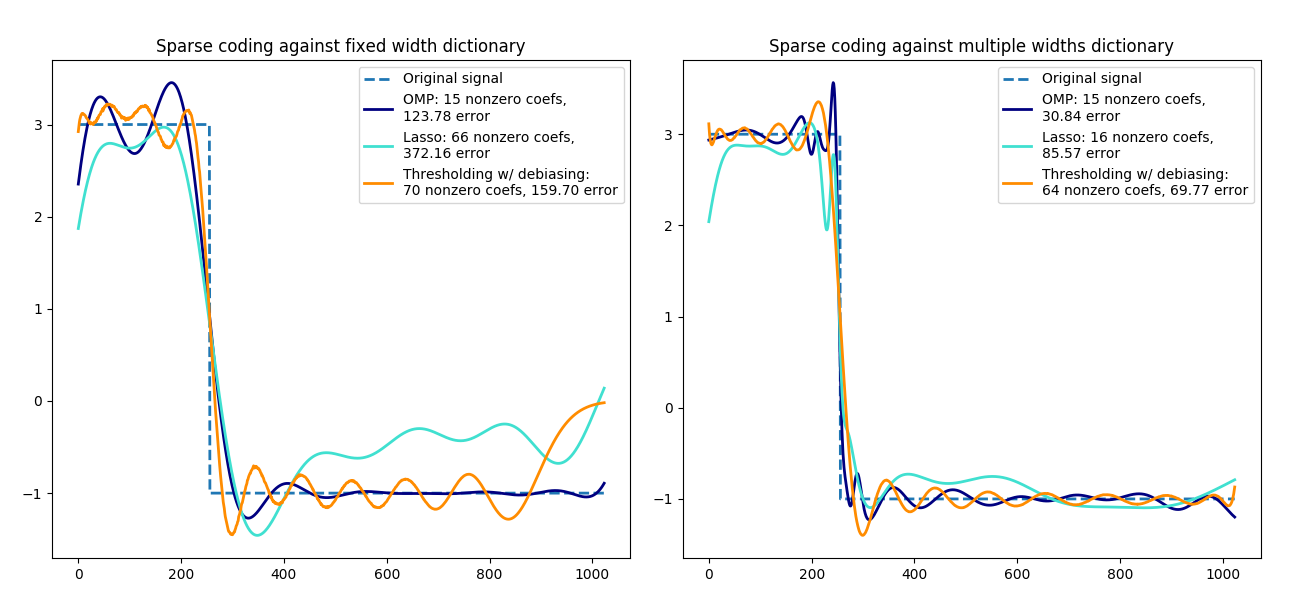 Sparse coding against fixed width dictionary
Original signal
OMP: 15 nonzero coefs,
123.78 error
Lasso: 66 nonzero coefs,
372.16 error
Thresholding w/ debiasing:
70 nonzero coefs, 159.70 error
3
2
1
0
−1
0
200
400
600
800
1000
Sparse coding against multiple widths dictionary
Original signal
OMP: 15 nonzero coefs,
30.84 error
Lasso: 16 nonzero coefs,
85.57 error
Thresholding w/ debiasing:
64 nonzero coefs, 69.77 error
3
2
1
0
−1
0
200
400
600
800
1000